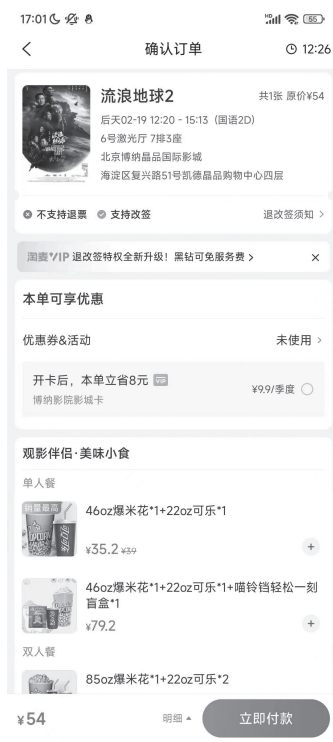 17:01
HD 55
确认订单
12:26
流浪地球2
共1张 原价¥54
后天02-19 12:20 - 15:13（国语2D）
6号激光厅 7排3座
北京博纳晶品国际影城
海淀区复兴路51号凯德晶品购物中心四层
不支持退票 支持改签
退改签须知 >
淘麦VIP 退改签特权全新升级！黑钻可免服务费 >
本单可享优惠
优惠券&活动
未使用 >
开卡后，本单立省8元 VIP
¥9.9/季度
博纳影院影城卡
观影伴侣·美味小食
单人餐
销量最高
46oz爆米花*1+22oz可乐*1
¥35.2 ¥39
46oz爆米花*1+22oz可乐*1+喵铃铛轻松一刻
盲盒*1
¥79.2
双人餐
85oz爆米花*1+22oz可乐*2
¥54
明细
立即付款